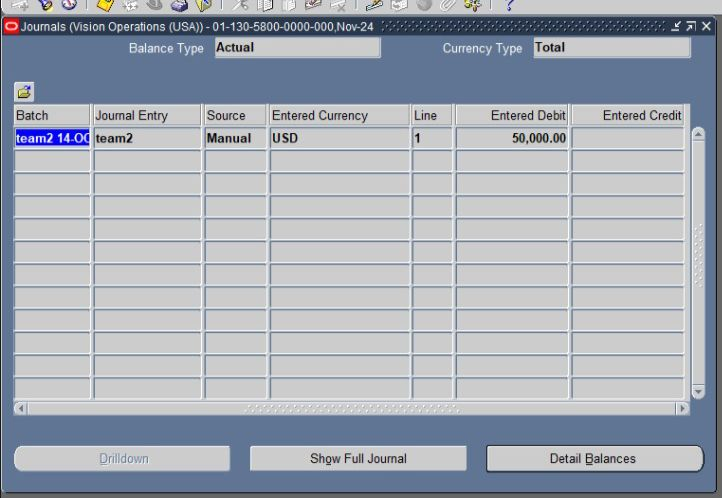 Journals (Vision Operations (USA)) - 01-130-5800-0000-000,Nov-24
Balance Type Actual Currency Type Total
Batch Journal Entry Source Entered Currency Line Entered Debit Entered Credit
team2 14-OC team2 Manual USD 1 50,000.00
Drilldown Show Full Journal Detail Balances